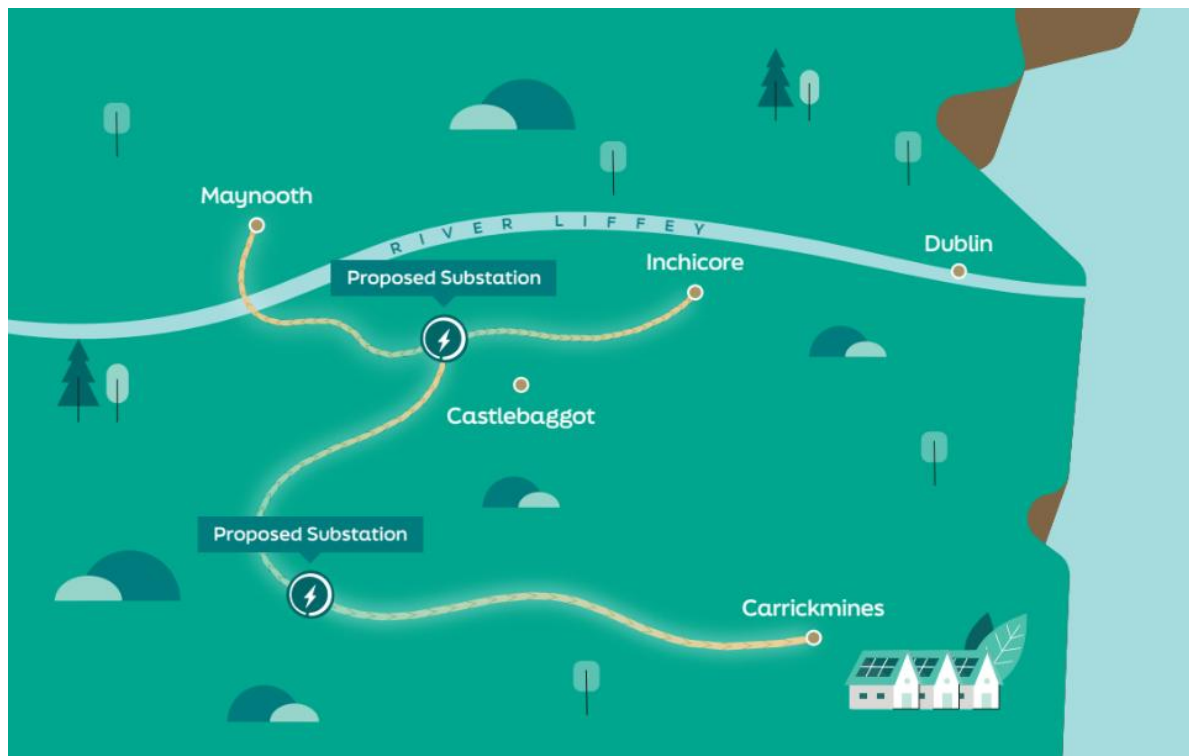 Maynooth
RIVER LIFFEY
Dublin
Inchicore
Proposed Substation
Castlebaggot
Proposed Substation
Carrickmines